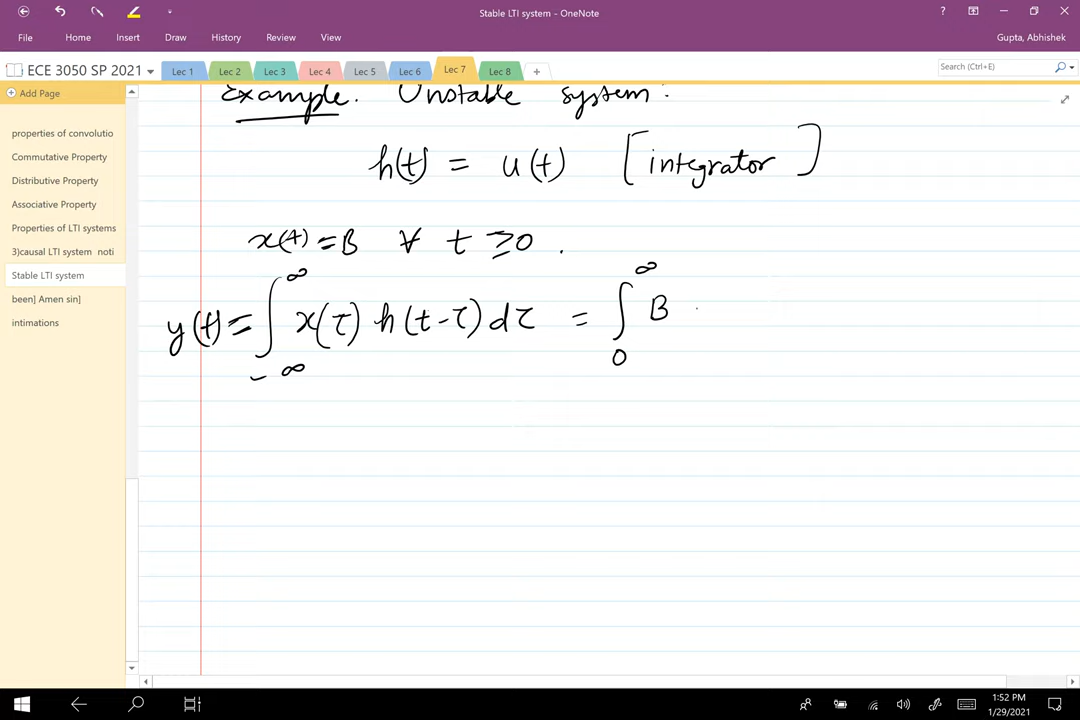 Stable LTI system - OneNote
Gupta, Abhishek
File Home Insert Draw History Review View
ECE 3050 SP 2021
Lec 1 Lec 2 Lec 3 Lec 4 Lec 5 Lec 6 Lec 7 Lec 8
Search (Ctrl+E)
Add Page
properties of convolutio
Commutative Property
Distributive Property
Associative Property
Properties of LTI systems
3)causal LTI system noti
Stable LTI system
been] Amen sin]
intimations
Example. Unstable system:
h(t) = u(t) [integrator]
x(t) = B ∀ t ≥ 0 .
y(t) = ∫_{-∞}^{∞} x(τ) h(t-τ) dτ = ∫_{0}^{∞} B
1:52 PM
1/29/2021